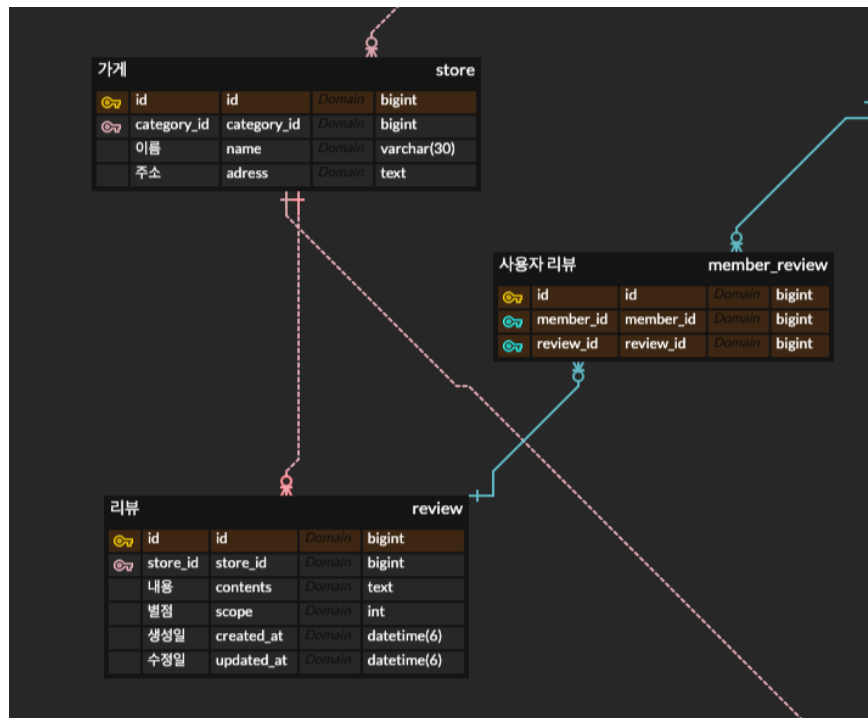 가게 store
id id Domain bigint
category_id category_id Domain bigint
이름 name Domain varchar(30)
주소 adress Domain text
사용자 리뷰 member_review
id id Domain bigint
member_id member_id Domain bigint
review_id review_id Domain bigint
리뷰 review
id id Domain bigint
store_id store_id Domain bigint
내용 contents Domain text
별점 scope Domain int
생성일 created_at Domain datetime(6)
수정일 updated_at Domain datetime(6)